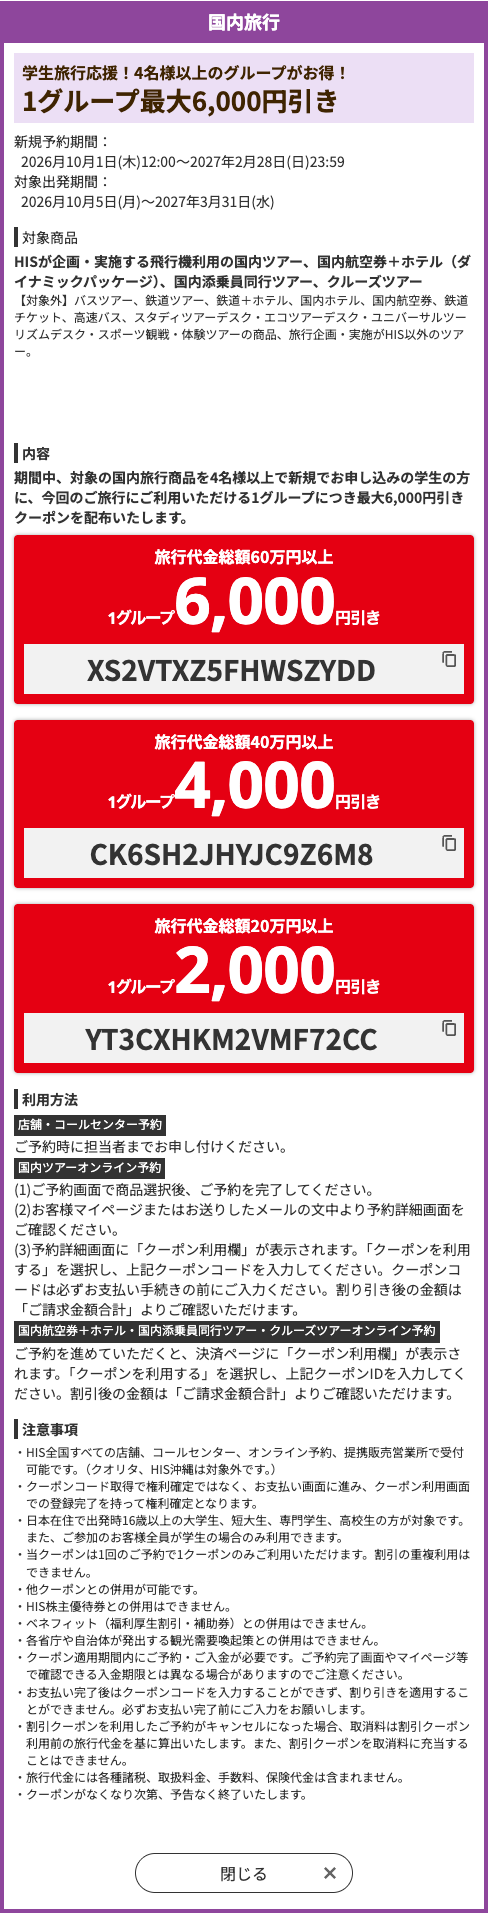 国内旅行
学生旅行応援！4名様以上のグループがお得！
1グループ最大6,000円引き
新規予約期間：
2026月10月1日(木)12:00～2027年2月28日(日)23:59
対象出発期間：
2026月10月5日(月)～2027年3月31日(水)
対象商品
HISが企画・実施する飛行機利用の国内ツアー、国内航空券＋ホテル（ダ
イナミックパッケージ）、国内添乗員同行ツアー、クルーズツアー
【対象外】バスツアー、鉄道ツアー、鉄道＋ホテル、国内ホテル、国内航空券、鉄道
チケット、高速バス、スタディツアーデスク・エコツアーデスク・ユニバーサルツー
リズムデスク・スポーツ観戦・体験ツアーの商品、旅行企画・実施がHIS以外のツア
ー。
内容
期間中、対象の国内旅行商品を4名様以上で新規でお申し込みの学生の方
に、今回のご旅行にご利用いただける1グループにつき最大6,000円引き
クーポンを配布いたします。
旅行代金総額60万円以上
1グループ6,000円引き
XS2VTXZ5FHWSZYDD
旅行代金総額40万円以上
1グループ4,000円引き
CK6SH2JHYJC9Z6M8
旅行代金総額20万円以上
1グループ2,000円引き
YT3CXHKM2VMF72CC
利用方法
店舗・コールセンター予約
ご予約時に担当者までお申し付けください。
国内ツアーオンライン予約
(1)ご予約画面で商品選択後、ご予約を完了してください。
(2)お客様マイページまたはお送りしたメールの文中より予約詳細画面を
ご確認ください。
(3)予約詳細画面に「クーポン利用欄」が表示されます。「クーポンを利用
する」を選択し、上記クーポンコードを入力してください。クーポンコ
ードは必ずお支払い手続きの前にご入力ください。割り引き後の金額は
「ご請求金額合計」よりご確認いただけます。
国内航空券＋ホテル・国内添乗員同行ツアー・クルーズツアーオンライン予約
ご予約を進めていただくと、決済ページに「クーポン利用欄」が表示さ
れます。「クーポンを利用する」を選択し、上記クーポンIDを入力してく
ださい。割引後の金額は「ご請求金額合計」よりご確認いただけます。
注意事項
・HIS全国すべての店舗、コールセンター、オンライン予約、提携販売営業所で受付
可能です。（クオリタ、HIS沖縄は対象外です。）
・クーポンコード取得で権利確定ではなく、お支払い画面に進み、クーポン利用画面
での登録完了を持って権利確定となります。
・日本在住で出発時16歳以上の大学生、短大生、専門学生、高校生の方が対象です。
また、ご参加のお客様全員が学生の場合のみ利用できます。
・当クーポンは1回のご予約で1クーポンのみご利用いただけます。割引の重複利用は
できません。
・他クーポンとの併用が可能です。
・HIS株主優待券との併用はできません。
・ベネフィット（福利厚生割引・補助券）との併用はできません。
・各省庁や自治体が発出する観光需要喚起策との併用はできません。
・クーポン適用期間内にご予約・ご入金が必要です。ご予約完了画面やマイページ等
で確認できる入金期限とは異なる場合がありますのでご注意ください。
・お支払い完了後はクーポンコードを入力することができず、割り引きを適用するこ
とができません。必ずお支払い完了前にご入力をお願いします。
・割引クーポンを利用したご予約がキャンセルになった場合、取消料は割引クーポン
利用前の旅行代金を基に算出いたします。また、割引クーポンを取消料に充当する
ことはできません。
・旅行代金には各種諸税、取扱料金、手数料、保険代金は含まれません。
・クーポンがなくなり次第、予告なく終了いたします。
閉じる